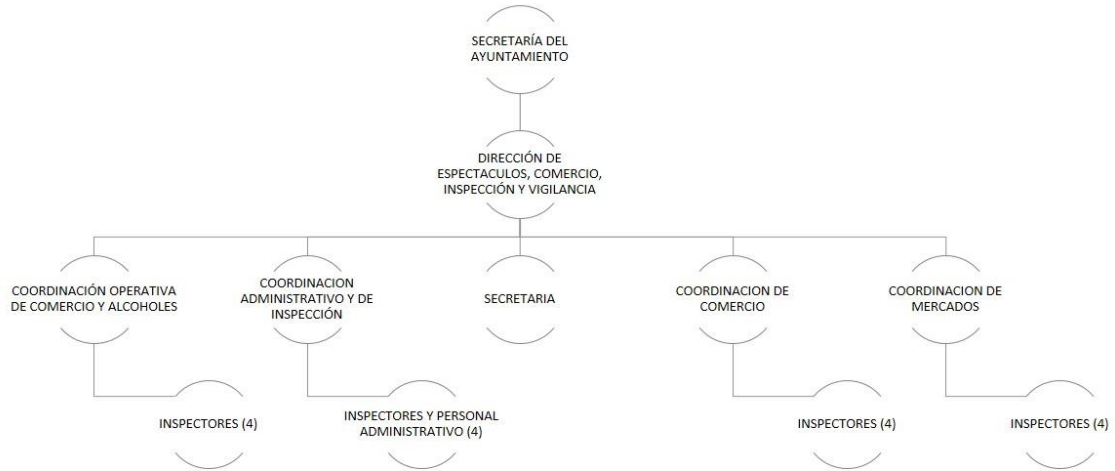 SECRETARÍA DEL
AYUNTAMIENTO
DIRECCIÓN DE
ESPECTACULOS, COMERCIO,
INSPECCIÓN Y VIGILANCIA
COORDINACIÓN OPERATIVA
DE COMERCIO Y ALCOHOLES
COORDINACION
ADMINISTRATIVO Y DE
INSPECCIÓN
SECRETARIA
COORDINACION DE
COMERCIO
COORDINACION DE
MERCADOS
INSPECTORES (4)
INSPECTORES Y PERSONAL
ADMINISTRATIVO (4)
INSPECTORES (4)
INSPECTORES (4)